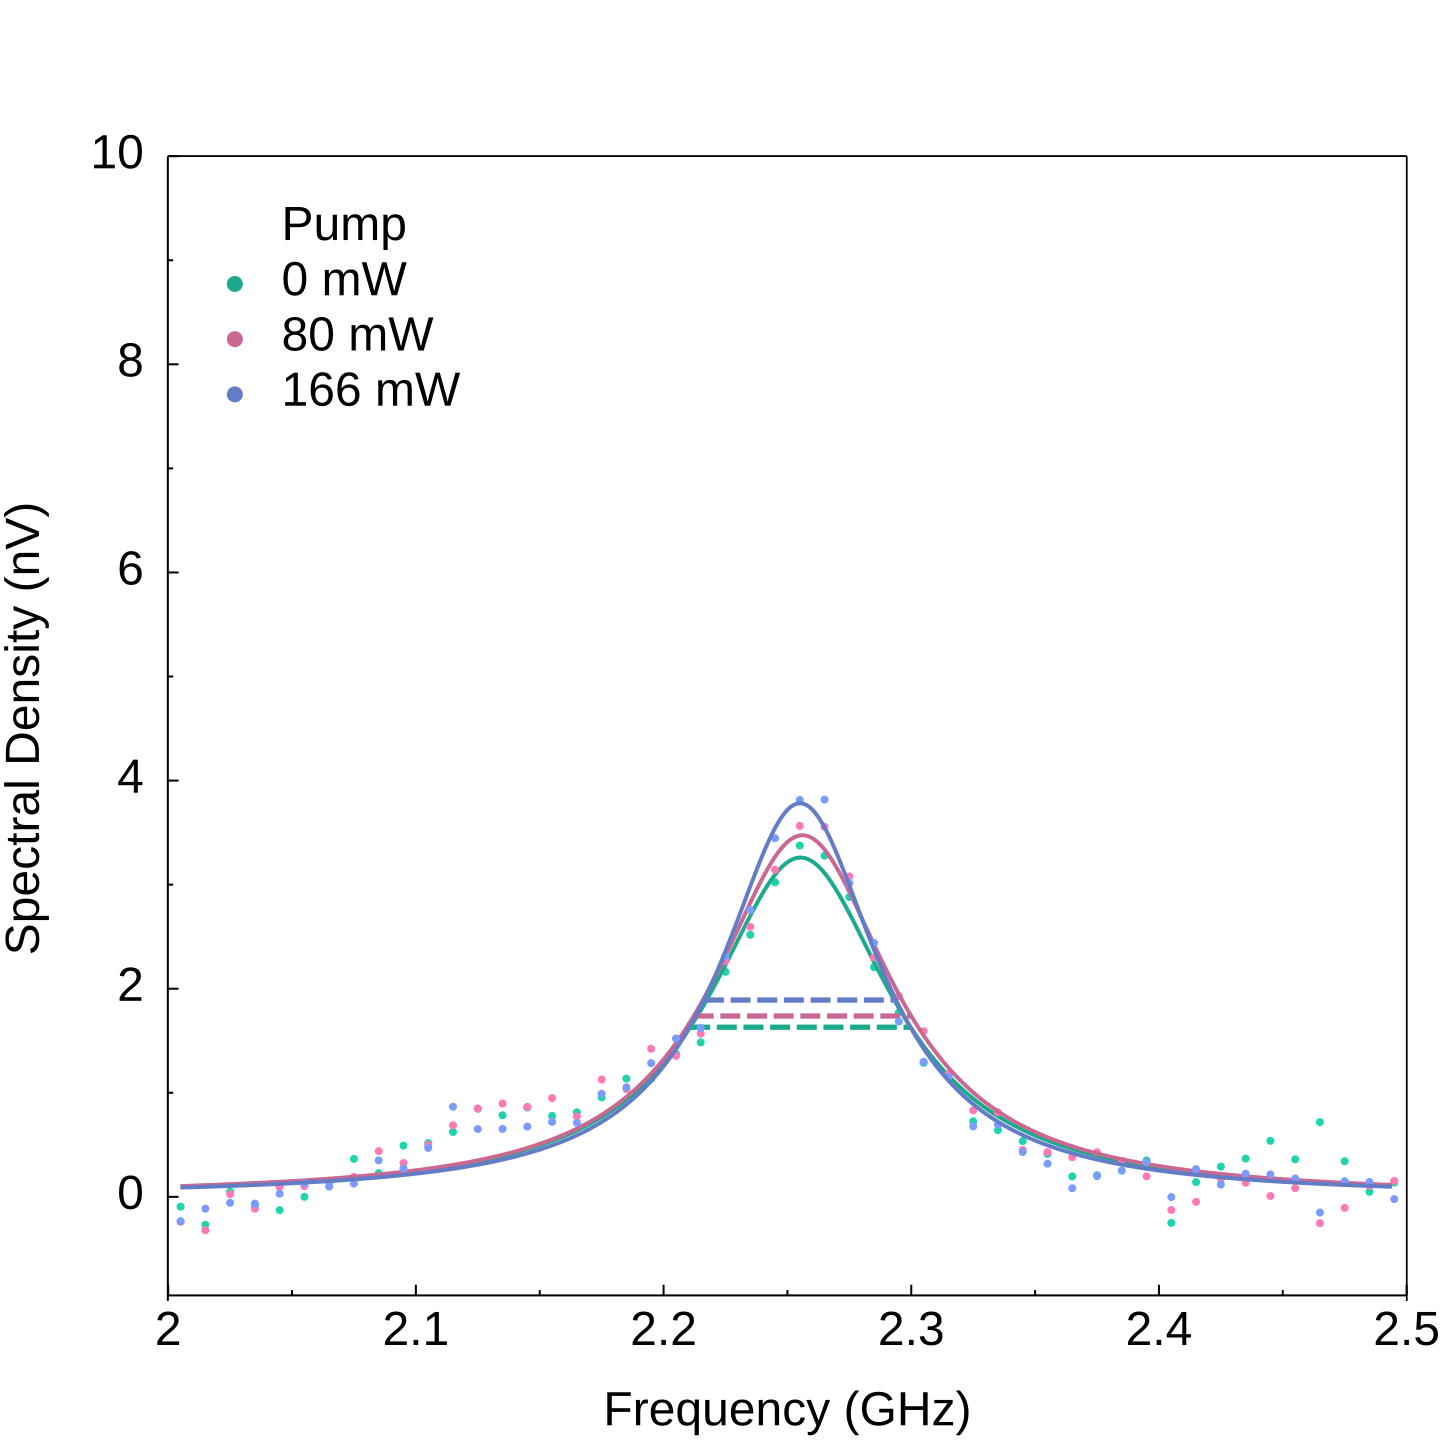 10
8
6
4
2
0
Spectral Density (nV)
Pump
0 mW
80 mW
166 mW
2 2.1 2.2 2.3 2.4 2.5
Frequency (GHz)